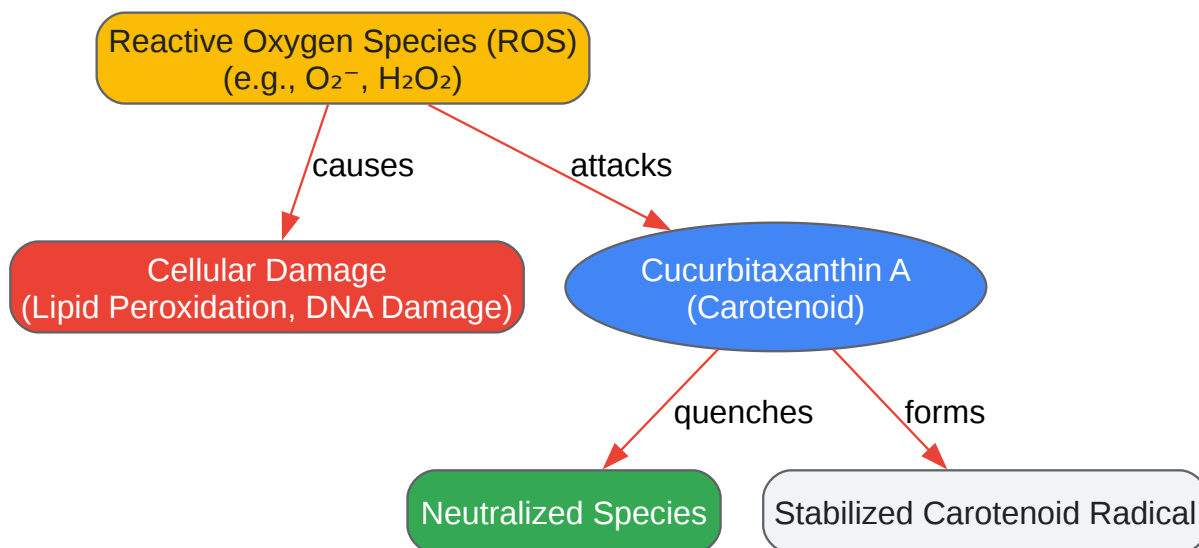 Reactive Oxygen Species (ROS)
(e.g., O₂⁻, H₂O₂)
causes
attacks
Cellular Damage
(Lipid Peroxidation, DNA Damage)
Cucurbitaxanthin A
(Carotenoid)
quenches
forms
Neutralized Species
Stabilized Carotenoid Radical